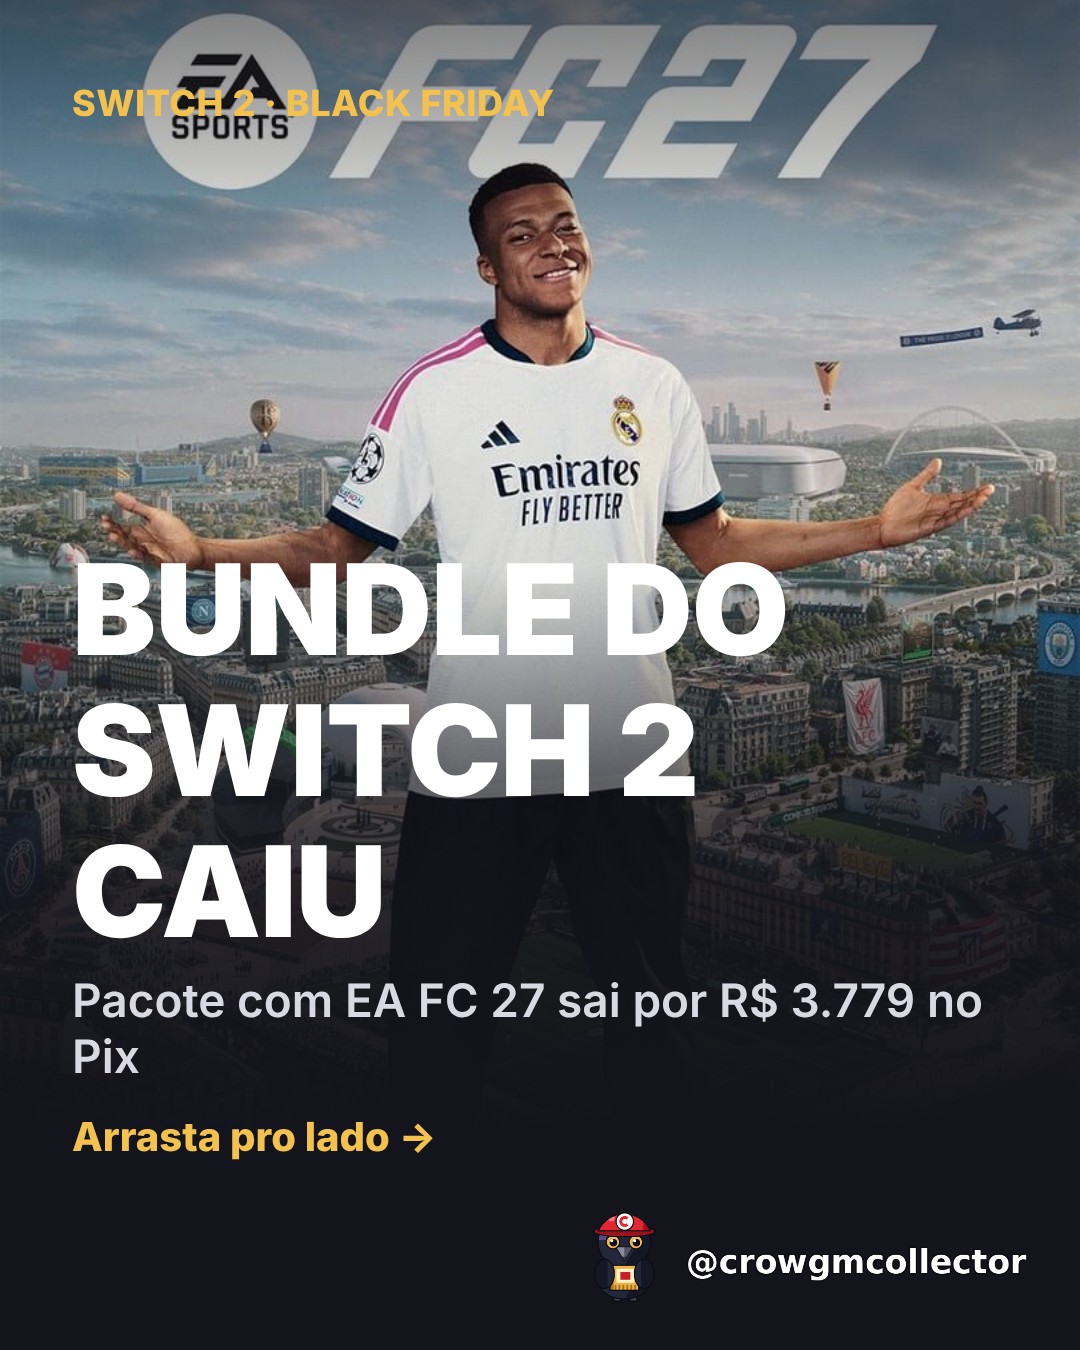 FC27
EA
SPORTS
SWITCH 2 · BLACK FRIDAY
Emirates
FLY BETTER
BUNDLE DO
SWITCH 2
CAIU
Pacote com EA FC 27 sai por R$ 3.779 no
Pix
Arrasta pro lado →
@crowgmcollector